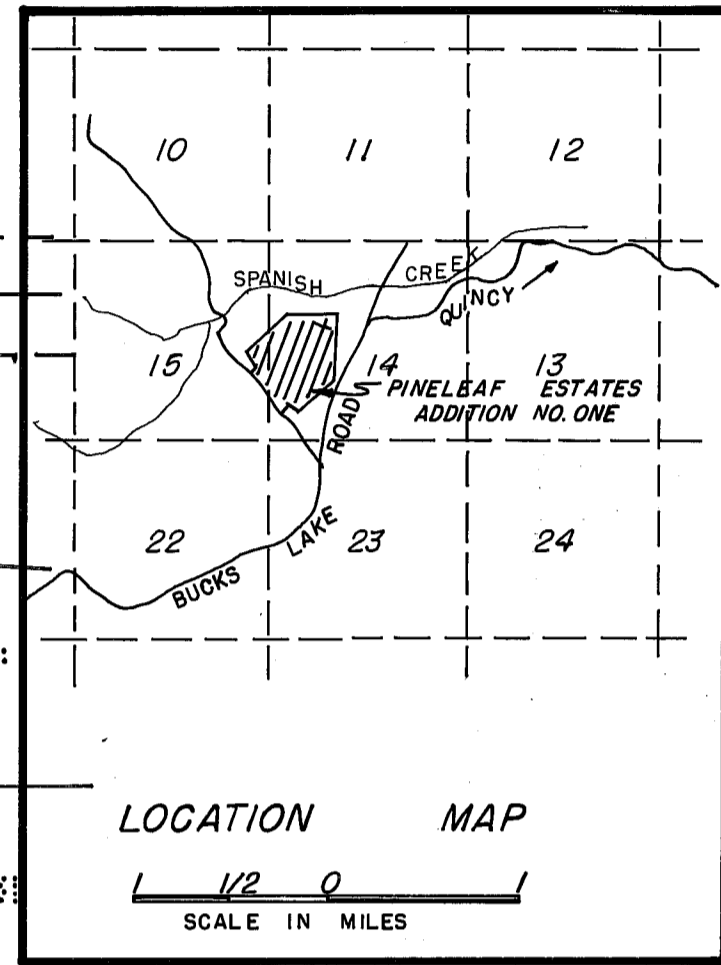 10 11 12
SPANISH CREEK
QUINCY
15 14 13
PINELEAF ESTATES
ADDITION NO. ONE
ROAD
22 LAKE 23 24
BUCKS
LOCATION MAP
1 1/2 0 1
SCALE IN MILES